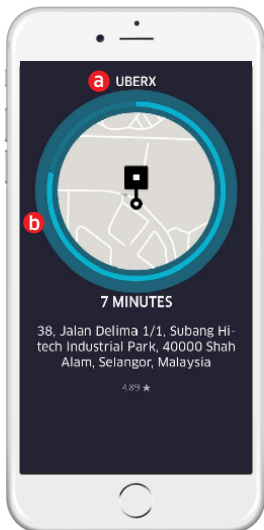 a UBERX
b
7 MINUTES
38, Jalan Delima 1/1, Subang Hi-
tech Industrial Park, 40000 Shah
Alam, Selangor, Malaysia
4.89 ★